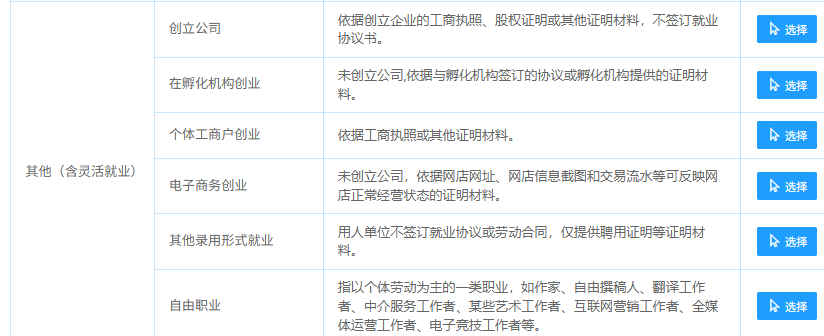 创立公司
依据创立企业的工商执照、股权证明或其他证明材料，不签订就业
协议书。
选择
在孵化机构创业
未创立公司,依据与孵化机构签订的协议或孵化机构提供的证明材
料。
选择
个体工商户创业
依据工商执照或其他证明材料。
选择
其他（含灵活就业）
电子商务创业
未创立公司，依据网店网址、网店信息截图和交易流水等可反映网
店正常经营状态的证明材料。
选择
其他录用形式就业
用人单位不签订就业协议或劳动合同，仅提供聘用证明等证明材
料。
选择
自由职业
指以个体劳动为主的一类职业，如作家、自由撰稿人、翻译工作
者、中介服务工作者、某些艺术工作者、互联网营销工作者、全媒
体运营工作者、电子竞技工作者等。
选择